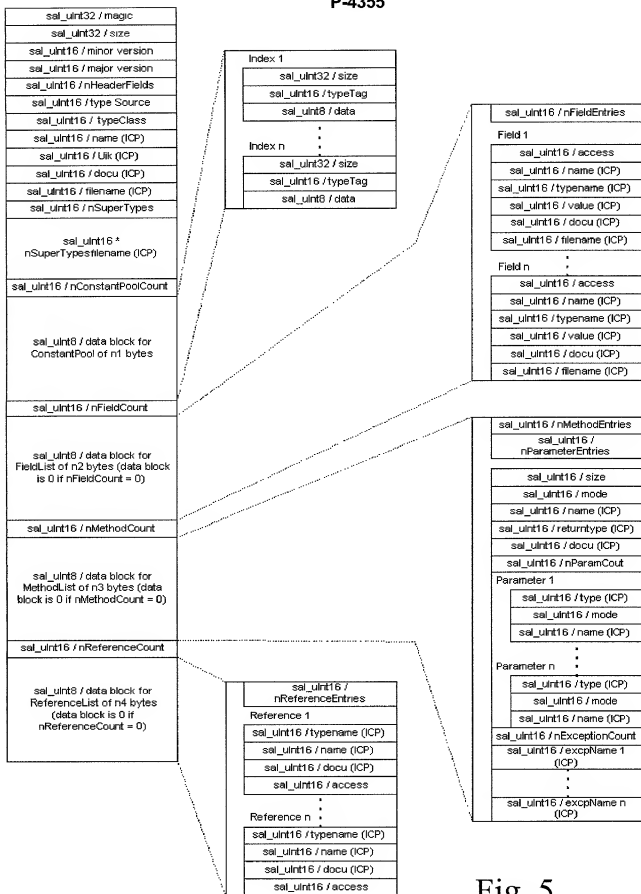 P-4355
sal_uint32 / magic
sal_uint32 / size
sal_uint16 / minor version
sal_uint16 / major version
sal_uint16 / nHeaderFields
sal_uint16 / type Source
sal_uint16 / typeClass
sal_uint16 / name (ICP)
sal_uint16 / Uik (ICP)
sal_uint16 / docu (ICP)
sal_uint16 / filename (ICP)
sal_uint16 / nSuperTypes
sal_uint16 *
nSuperTypesfilename (ICP)
sal_uint16 / nConstantPoolCount
sal_uint8 / data block for
ConstantPool of n1 bytes
sal_uint16 / nFieldCount
sal_uint8 / data block for
FieldList of n2 bytes (data block
is 0 if nFieldCount = 0)
sal_uint16 / nMethodCount
sal_uint8 / data block for
MethodList of n3 bytes (data
block is 0 if nMethodCount = 0)
sal_uint16 / nReferenceCount
sal_uint8 / data block for
ReferenceList of n4 bytes
(data block is 0 if
nReferenceCount = 0)
Index 1
sal_uint32 / size
sal_uint16 / typeTag
sal_uint8 / data
Index n
sal_uint32 / size
sal_uint16 / typeTag
sal_uint8 / data
sal_uint16 / nFieldEntries
Field 1
sal_uint16 / access
sal_uint16 / name (ICP)
sal_uint16 / typename (ICP)
sal_uint16 / value (ICP)
sal_uint16 / docu (ICP)
sal_uint16 / filename (ICP)
Field n
sal_uint16 / access
sal_uint16 / name (ICP)
sal_uint16 / typename (ICP)
sal_uint16 / value (ICP)
sal_uint16 / docu (ICP)
sal_uint16 / filename (ICP)
sal_uint16 / nMethodEntries
sal_uint16 /
nParameterEntries
sal_uint16 / size
sal_uint16 / mode
sal_uint16 / name (ICP)
sal_uint16 / returntype (ICP)
sal_uint16 / docu (ICP)
sal_uint16 / nParamCout
Parameter 1
sal_uint16 / type (ICP)
sal_uint16 / mode
sal_uint16 / name (ICP)
Parameter n
sal_uint16 / type (ICP)
sal_uint16 / mode
sal_uint16 / name (ICP)
sal_uint16 / nExceptionCount
sal_uint16 / excpName 1
(ICP)
sal_uint16 / excpName n
(ICP)
sal_uint16 /
nReferenceEntries
Reference 1
sal_uint16 / typename (ICP)
sal_uint16 / name (ICP)
sal_uint16 / docu (ICP)
sal_uint16 / access
Reference n
sal_uint16 / typename (ICP)
sal_uint16 / name (ICP)
sal_uint16 / docu (ICP)
sal_uint16 / access
Fig. 5